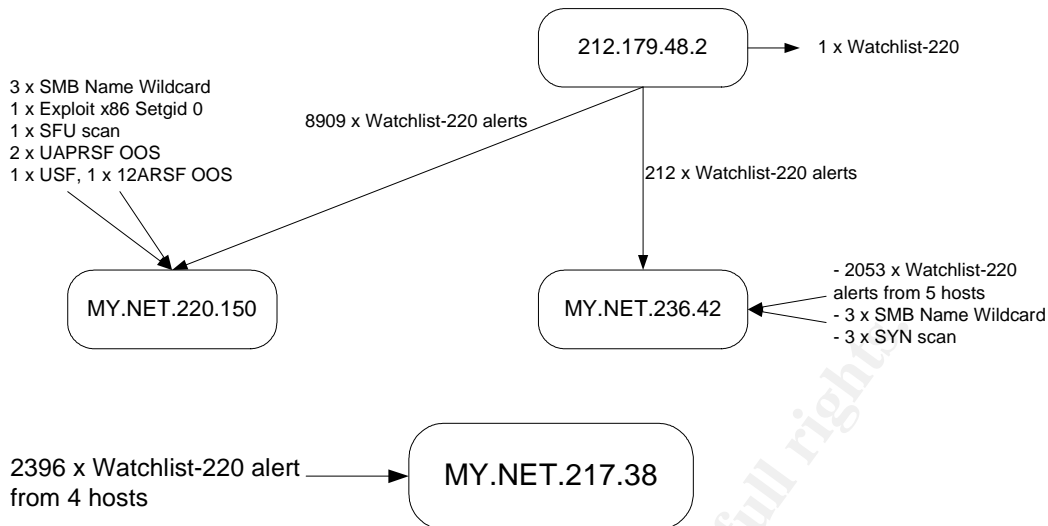 212.179.48.2
1 x Watchlist-220
3 x SMB Name Wildcard
1 x Exploit x86 Setgid 0
1 x SFU scan
2 x UAPRSF OOS
1 x USF, 1 x 12ARSF OOS
8909 x Watchlist-220 alerts
212 x Watchlist-220 alerts
MY.NET.220.150
MY.NET.236.42
- 2053 x Watchlist-220
alerts from 5 hosts
- 3 x SMB Name Wildcard
- 3 x SYN scan
2396 x Watchlist-220 alert
from 4 hosts
MY.NET.217.38
full rights.